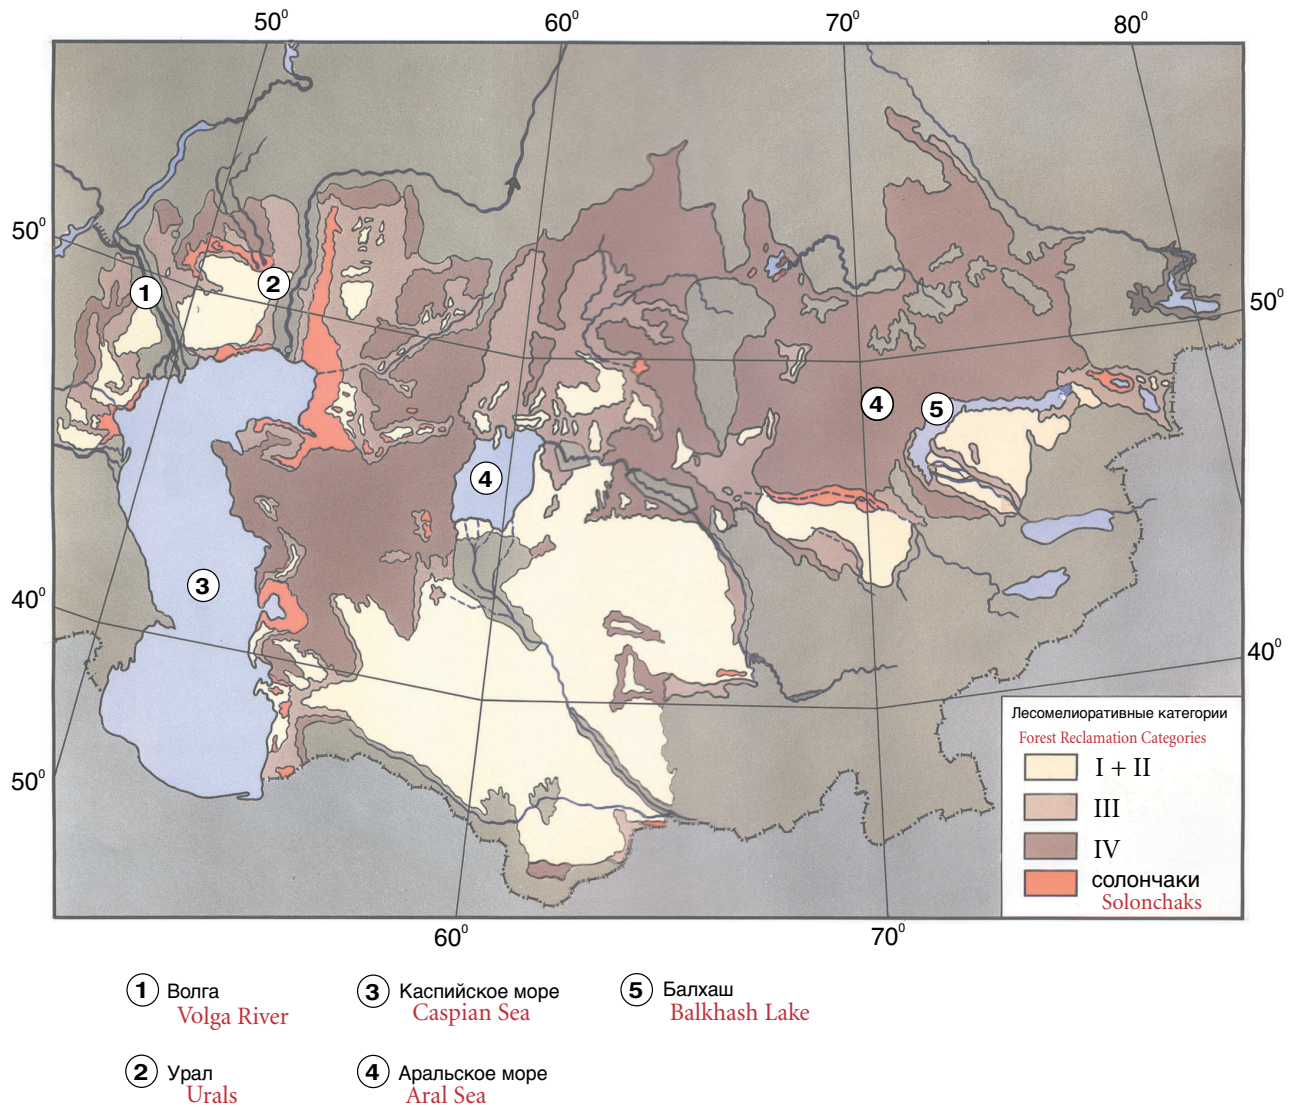 50⁰ 60⁰ 70⁰ 80⁰
50⁰
50⁰
40⁰
40⁰
50⁰
60⁰ 70⁰
1
2
3
4
4
5
Лесомелиоративные категории
Forest Reclamation Categories
I + II
III
IV
солончаки
Solonchaks
1 Волга
Volga River
3 Каспийское море
Caspian Sea
5 Балхаш
Balkhash Lake
2 Урал
Urals
4 Аральское море
Aral Sea